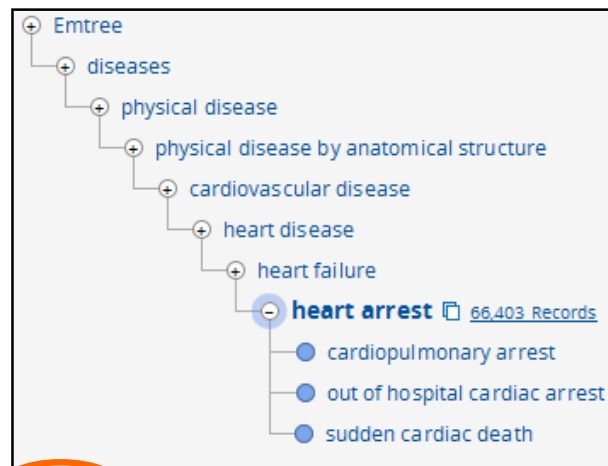 Emtree
diseases
physical disease
physical disease by anatomical structure
cardiovascular disease
heart disease
heart failure
heart arrest 66,403 Records
cardiopulmonary arrest
out of hospital cardiac arrest
sudden cardiac death